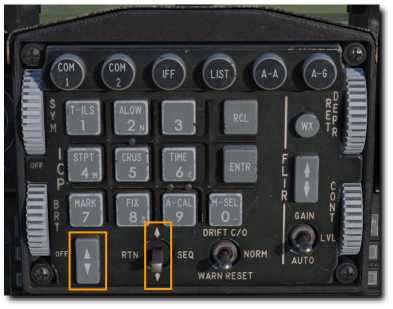 COM 1
COM 2
IFF
LIST
A-A
A-G
SYM
T-ILS 1
ALOW 2 N
3
RCL
WX
DEPR RET
OFF
ICP
STPT 4 W
CRUS 5
TIME 6 E
ENTR
FLIR
BRT
MARK 7
FIX 8
A-CAL 9
M-SEL 0
CONT
GAIN
LVL
AUTO
OFF
RTN
SEQ
DRIFT C/O
NORM
WARN RESET